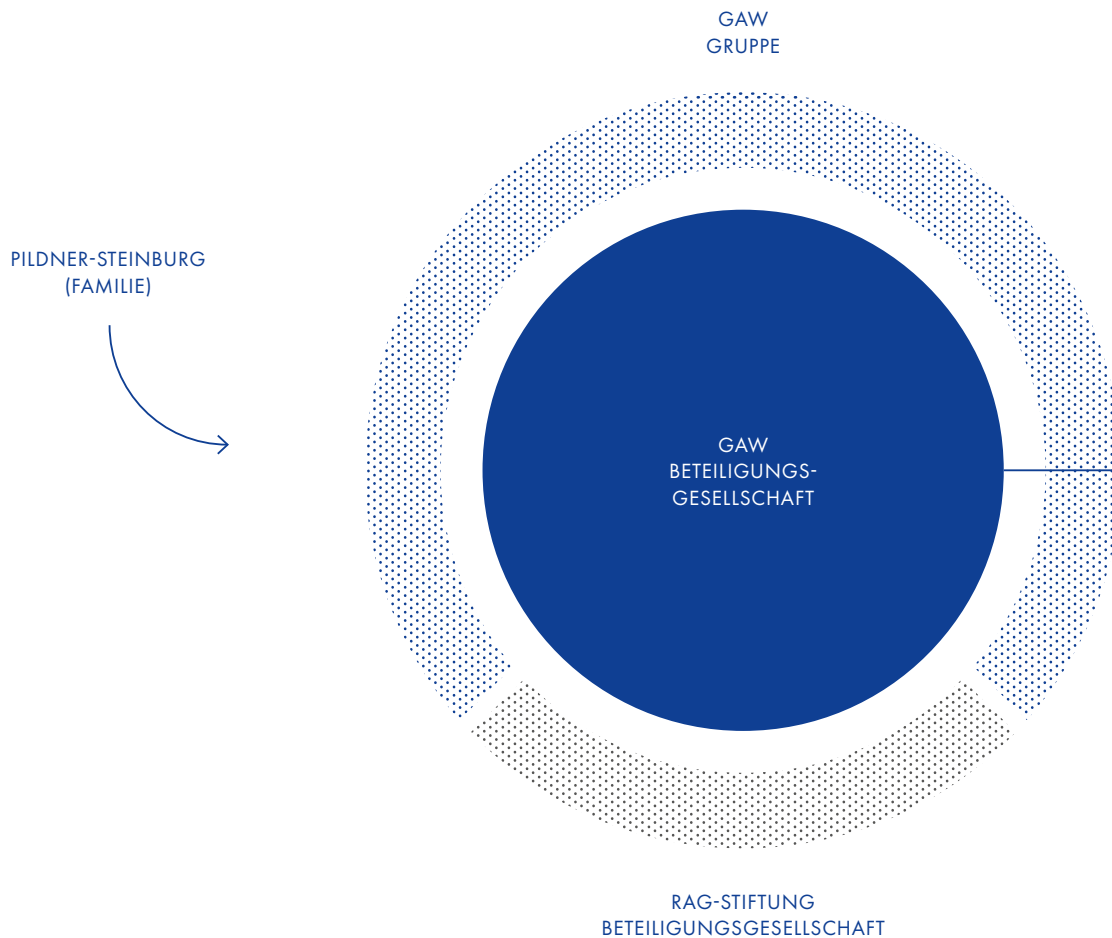 GAW
GRUPPE
PILDNER-STEINBURG
(FAMILIE)
GAW
BETEILIGUNGS-
GESELLSCHAFT
RAG-STIFTUNG
BETEILIGUNGSGESELLSCHAFT